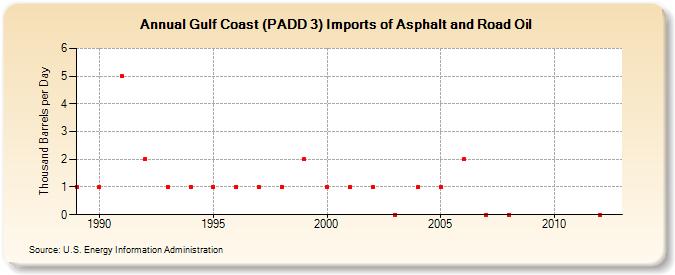 Annual Gulf Coast (PADD 3) Imports of Asphalt and Road Oil
Thousand Barrels per Day
6
5
4
3
2
1
0
1990 1995 2000 2005 2010
Source: U.S. Energy Information Administration